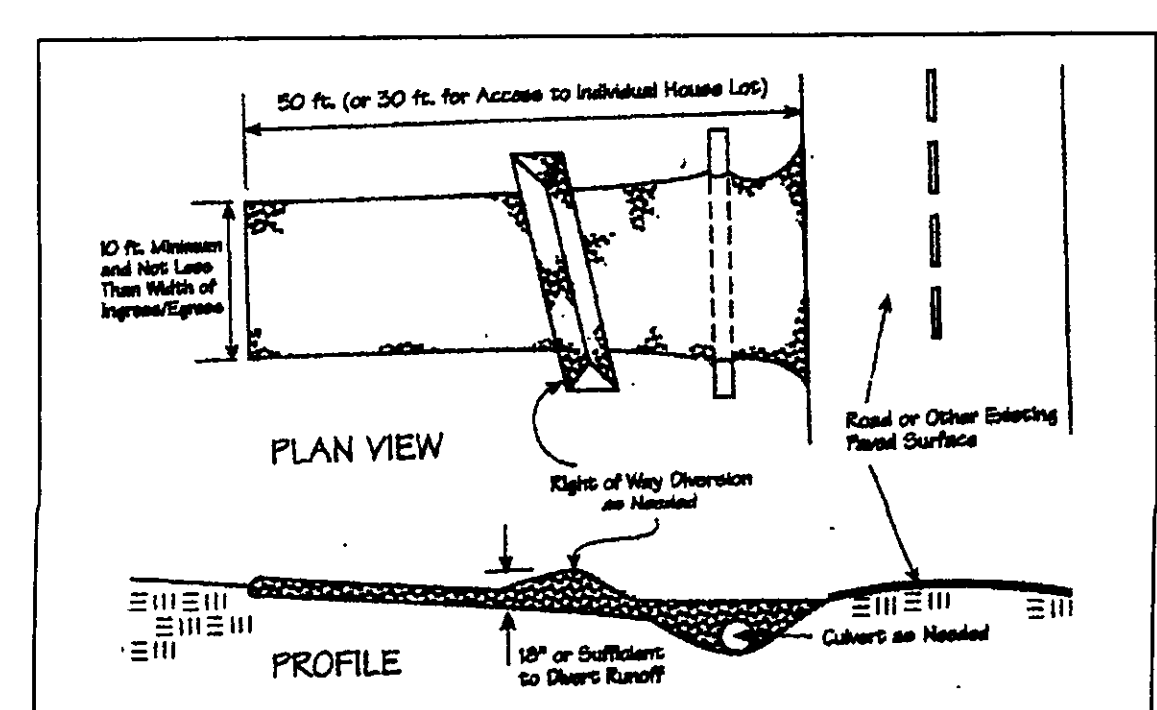 50 ft. (or 30 ft. for Access to Individual House Lot)
10 ft. Minimum
and Not Less
Than Width of
Ingress/Egress
PLAN VIEW
Road or Other Existing
Paved Surface
Right of Way Diversion
as Needed
Culvert as Needed
PROFILE
18" or Sufficient
to Divert Runoff